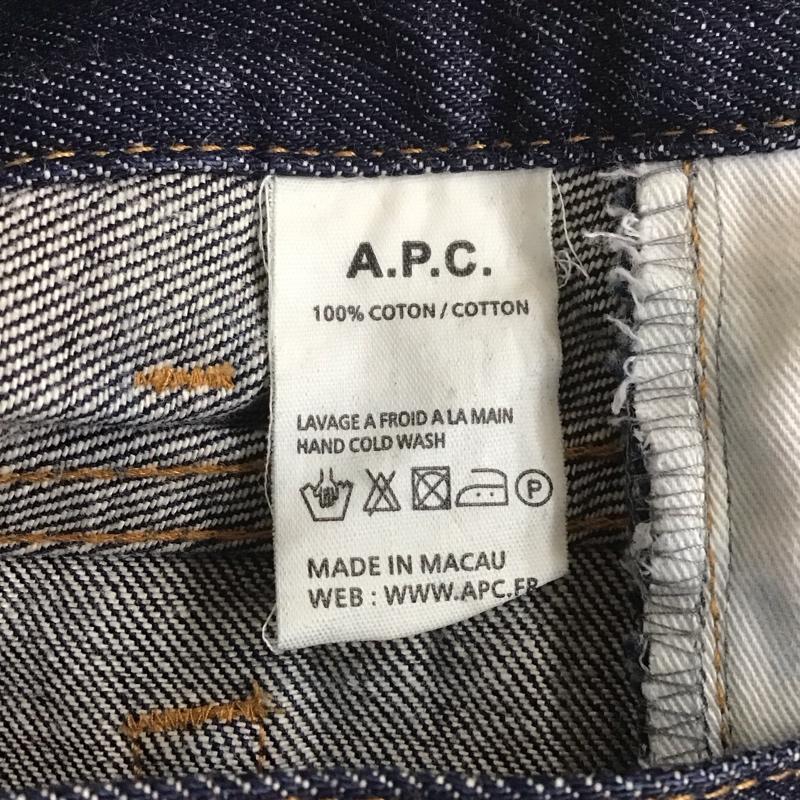 A.P.C.
100% COTON / COTTON
LAVAGE A FROID A LA MAIN
HAND COLD WASH
P
MADE IN MACAU
WEB : WWW.APC.FR